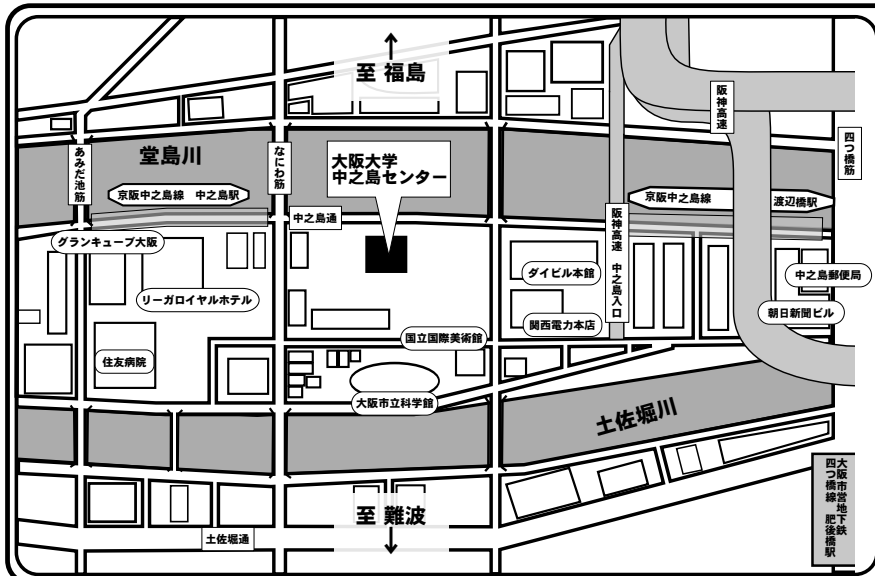 至 福島
阪神高速
四つ橋筋
あみだ池筋
堂島川
なにわ筋
大阪大学
中之島センター
京阪中之島線 中之島駅
京阪中之島線 渡辺橋駅
中之島通
阪神高速 中之島入口
グランキューブ大阪
ダイビル本館
中之島郵便局
リーガロイヤルホテル
朝日新聞ビル
関西電力本店
国立国際美術館
住友病院
大阪市立科学館
土佐堀川
大阪市営地下鉄
四つ橋線 肥後橋駅
至 難波
土佐堀通